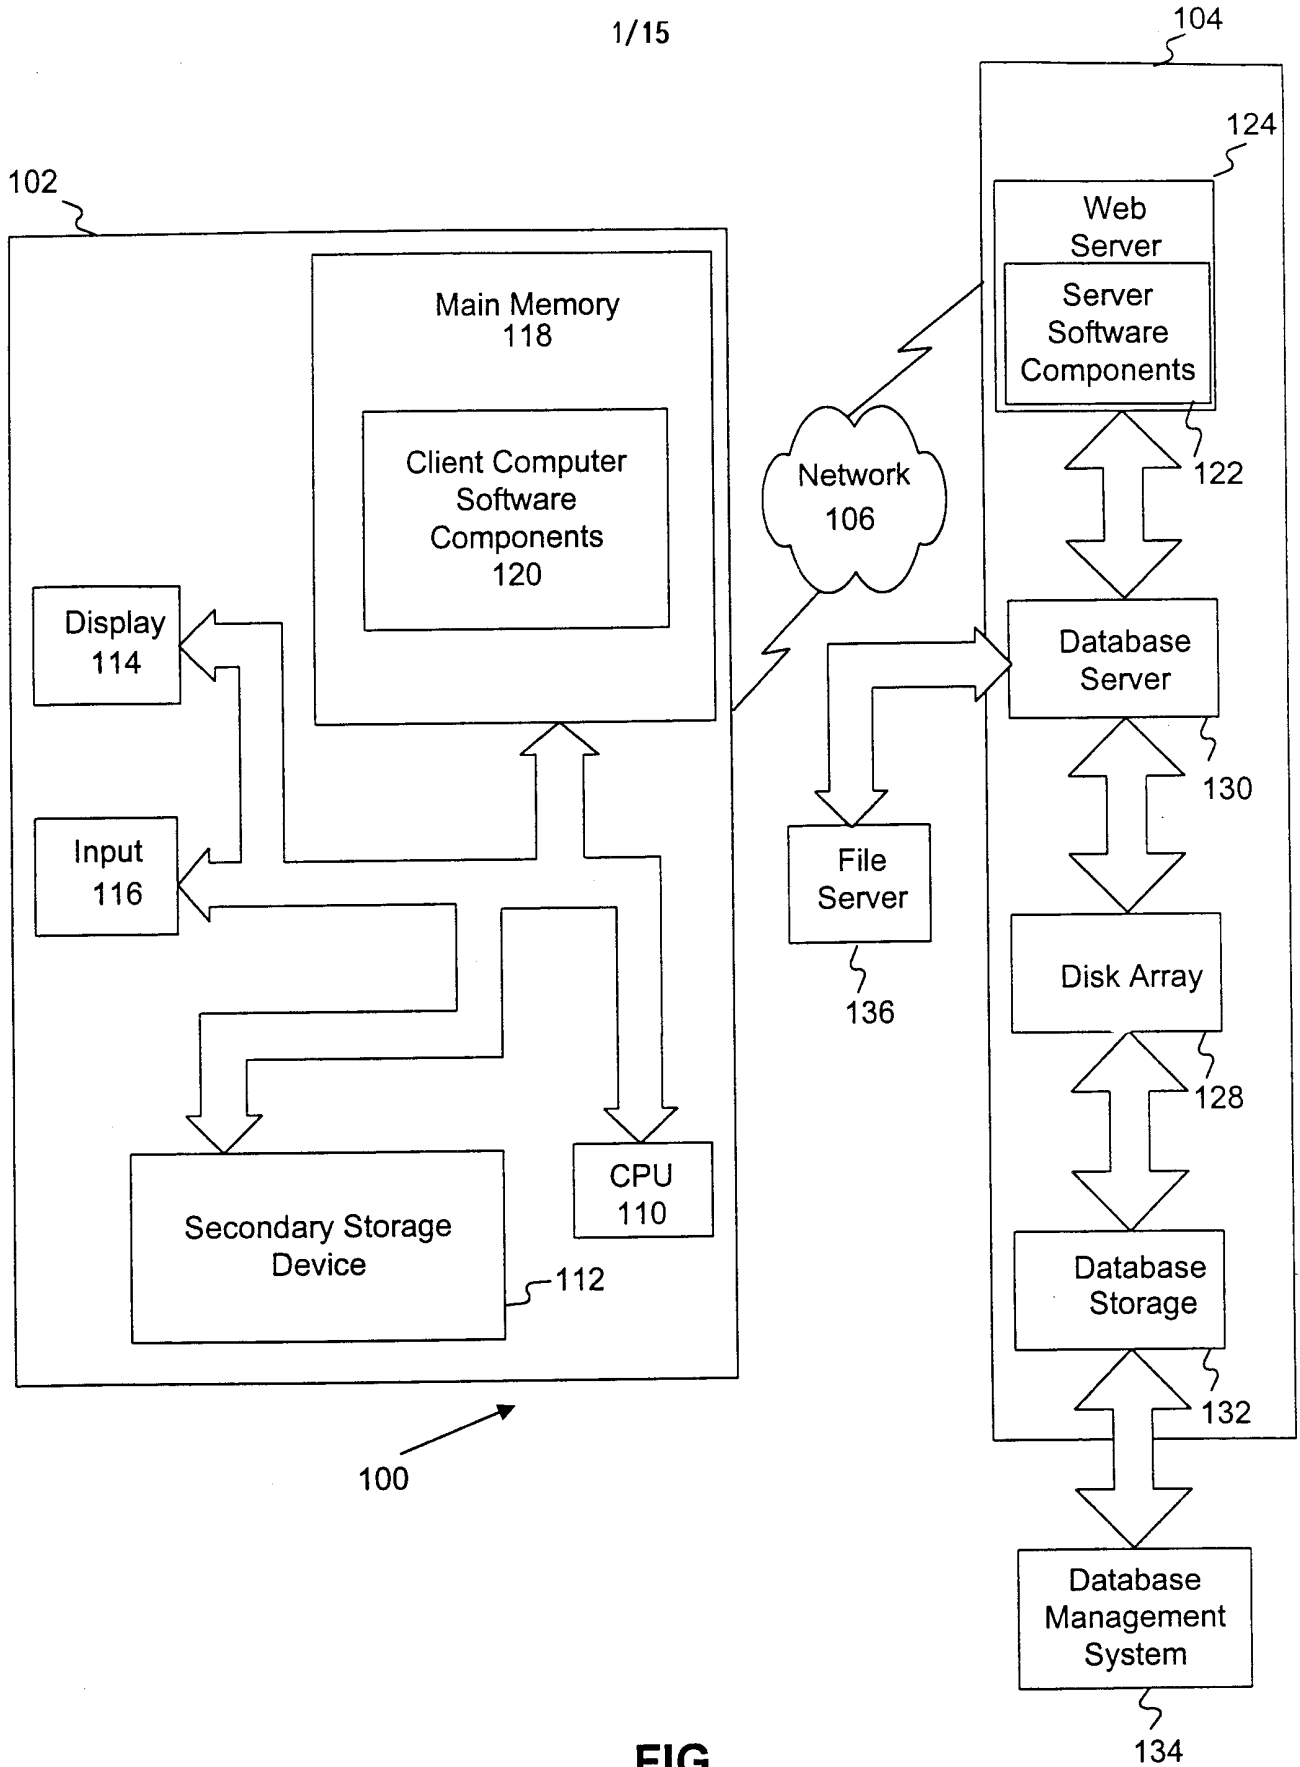 1/15
104
124
102
Web
Server
Server
Software
Components
122
Main Memory
118
Client Computer
Software
Components
120
Network
106
Display
114
Database
Server
130
Input
116
File
Server
136
Disk Array
128
Secondary Storage
Device
112
CPU
110
Database
Storage
132
100
Database
Management
System
134
FIG